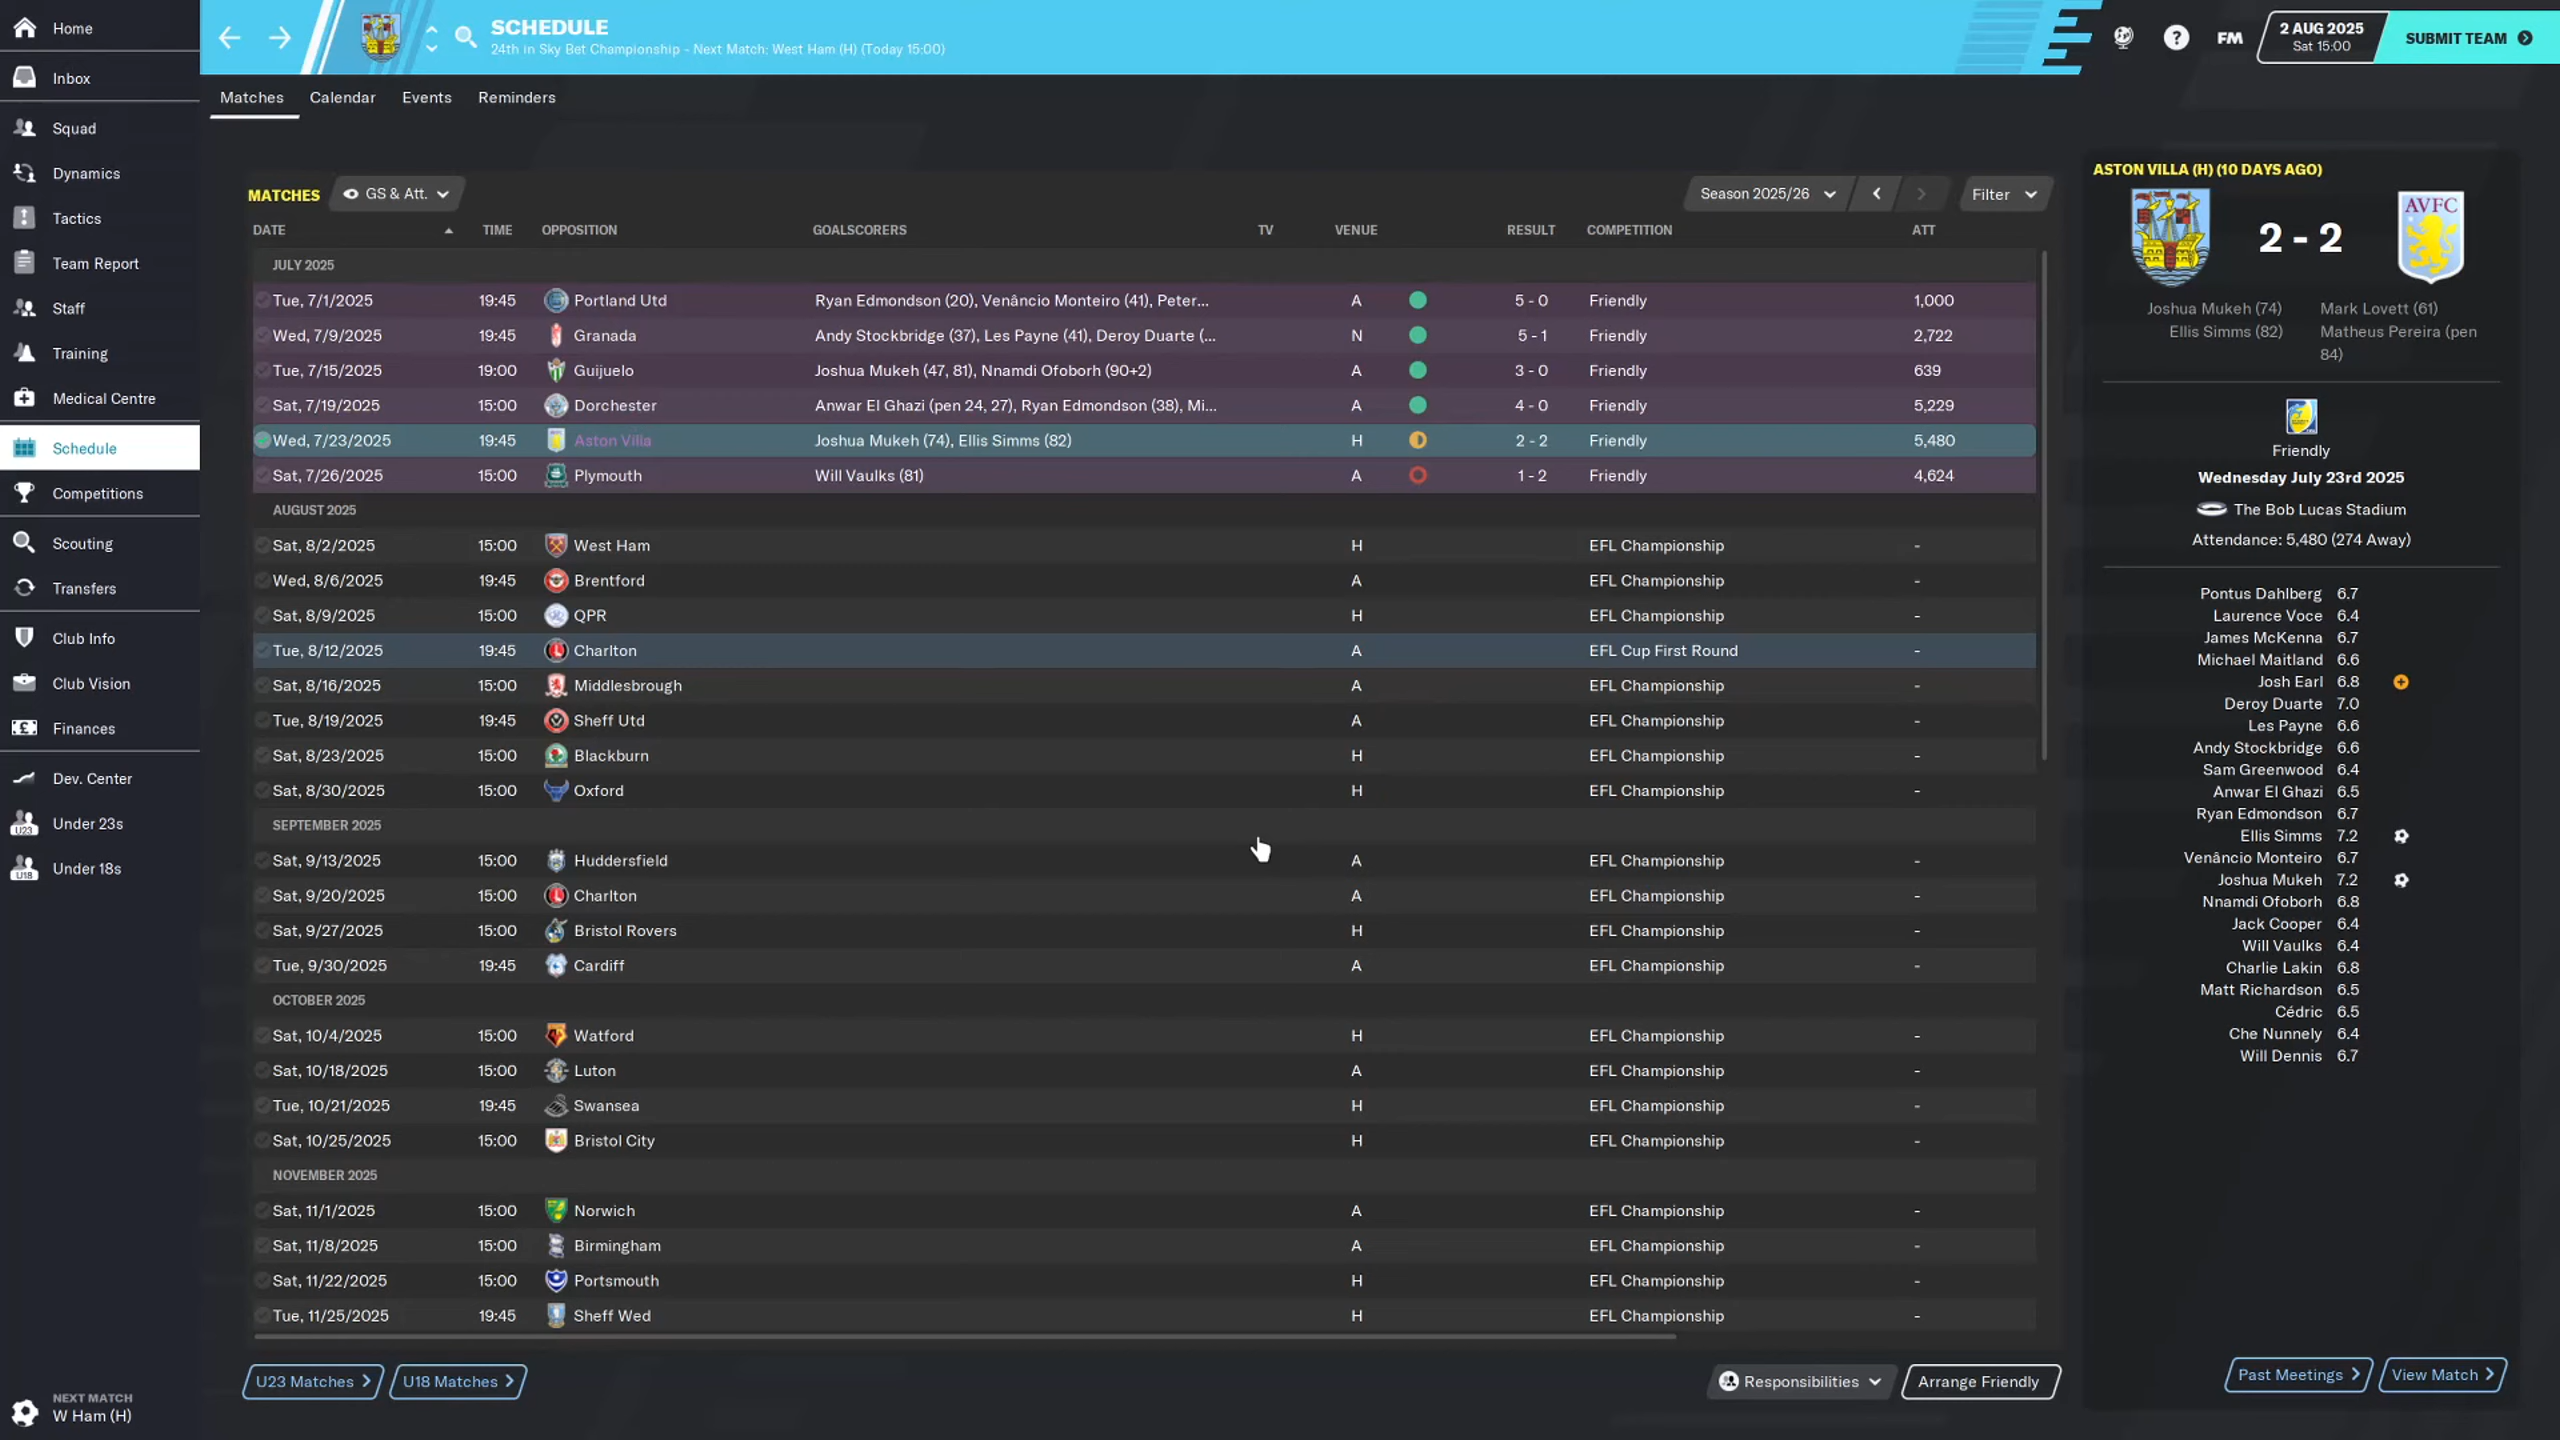 Home
Inbox
Squad
Dynamics
Tactics
Team Report
Staff
Training
Medical Centre
Schedule
Competitions
Scouting
Transfers
Club Info
Club Vision
Finances
Dev. Center
U23 Under 23s
U18 Under 18s
NEXT MATCH
W Ham (H)
SCHEDULE
24th in Sky Bet Championship - Next Match: West Ham (H) (Today 15:00)
FM
2 AUG 2025
Sat 15:00
SUBMIT TEAM
Matches Calendar Events Reminders
MATCHES GS & Att. Season 2025/26 Filter
DATE TIME OPPOSITION GOALSCORERS TV VENUE RESULT COMPETITION ATT
JULY 2025
Tue, 7/1/2025 19:45 Portland Utd Ryan Edmondson (20), Venâncio Monteiro (41), Peter... A 5 - 0 Friendly 1,000
Wed, 7/9/2025 19:45 Granada Andy Stockbridge (37), Les Payne (41), Deroy Duarte (... N 5 - 1 Friendly 2,722
Tue, 7/15/2025 19:00 Guijuelo Joshua Mukeh (47, 81), Nnamdi Ofoborh (90+2) A 3 - 0 Friendly 639
Sat, 7/19/2025 15:00 Dorchester Anwar El Ghazi (pen 24, 27), Ryan Edmondson (38), Mi... A 4 - 0 Friendly 5,229
Wed, 7/23/2025 19:45 Aston Villa Joshua Mukeh (74), Ellis Simms (82) H 2 - 2 Friendly 5,480
Sat, 7/26/2025 15:00 Plymouth Will Vaulks (81) A 1 - 2 Friendly 4,624
AUGUST 2025
Sat, 8/2/2025 15:00 West Ham H EFL Championship -
Wed, 8/6/2025 19:45 Brentford A EFL Championship -
Sat, 8/9/2025 15:00 QPR H EFL Championship -
Tue, 8/12/2025 19:45 Charlton A EFL Cup First Round -
Sat, 8/16/2025 15:00 Middlesbrough A EFL Championship -
Tue, 8/19/2025 19:45 Sheff Utd A EFL Championship -
Sat, 8/23/2025 15:00 Blackburn H EFL Championship -
Sat, 8/30/2025 15:00 Oxford H EFL Championship -
SEPTEMBER 2025
Sat, 9/13/2025 15:00 Huddersfield A EFL Championship -
Sat, 9/20/2025 15:00 Charlton A EFL Championship -
Sat, 9/27/2025 15:00 Bristol Rovers H EFL Championship -
Tue, 9/30/2025 19:45 Cardiff A EFL Championship -
OCTOBER 2025
Sat, 10/4/2025 15:00 Watford H EFL Championship -
Sat, 10/18/2025 15:00 Luton A EFL Championship -
Tue, 10/21/2025 19:45 Swansea H EFL Championship -
Sat, 10/25/2025 15:00 Bristol City H EFL Championship -
NOVEMBER 2025
Sat, 11/1/2025 15:00 Norwich A EFL Championship -
Sat, 11/8/2025 15:00 Birmingham A EFL Championship -
Sat, 11/22/2025 15:00 Portsmouth H EFL Championship -
Tue, 11/25/2025 19:45 Sheff Wed H EFL Championship -
U23 Matches U18 Matches Responsibilities Arrange Friendly
ASTON VILLA (H) (10 DAYS AGO)
AVFC
2 - 2
Joshua Mukeh (74) Mark Lovett (61)
Ellis Simms (82) Matheus Pereira (pen
84)
Friendly
Wednesday July 23rd 2025
The Bob Lucas Stadium
Attendance: 5,480 (274 Away)
Pontus Dahlberg 6.7
Laurence Voce 6.4
James McKenna 6.7
Michael Maitland 6.6
Josh Earl 6.8
Deroy Duarte 7.0
Les Payne 6.6
Andy Stockbridge 6.6
Sam Greenwood 6.4
Anwar El Ghazi 6.5
Ryan Edmondson 6.7
Ellis Simms 7.2
Venâncio Monteiro 6.7
Joshua Mukeh 7.2
Nnamdi Ofoborh 6.8
Jack Cooper 6.4
Will Vaulks 6.4
Charlie Lakin 6.8
Matt Richardson 6.5
Cédric 6.5
Che Nunnely 6.4
Will Dennis 6.7
Past Meetings View Match